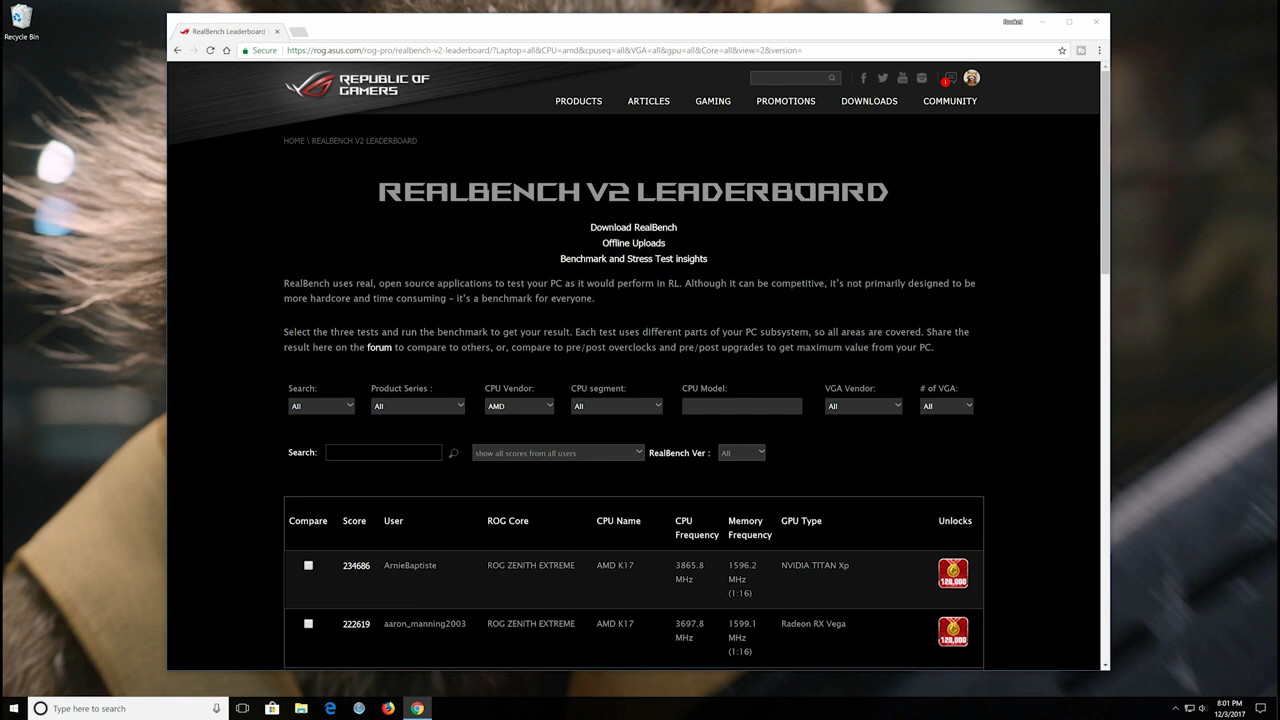 Recycle Bin
RealBench Leaderboard
Rocket
Secure
https://rog.asus.com/rog-pro/realbench-v2-leaderboard/?Laptop=all&CPU=amd&cpuseq=all&VGA=all&gpu=all&Core=all&view=2&version=
REPUBLIC OF
GAMERS
1
PRODUCTS ARTICLES GAMING PROMOTIONS DOWNLOADS COMMUNITY
HOME \ REALBENCH V2 LEADERBOARD
REALBENCH V2 LEADERBOARD
Download RealBench
Offline Uploads
Benchmark and Stress Test insights
RealBench uses real, open source applications to test your PC as it would perform in RL. Although it can be competitive, it's not primarily designed to be
more hardcore and time consuming – it's a benchmark for everyone.
Select the three tests and run the benchmark to get your result. Each test uses different parts of your PC subsystem, so all areas are covered. Share the
result here on the forum to compare to others, or, compare to pre/post overclocks and pre/post upgrades to get maximum value from your PC.
Search: Product Series : CPU Vendor: CPU segment: CPU Model: VGA Vendor: # of VGA:
All All AMD All All All
Search: show all scores from all users RealBench Ver : All
Compare Score User ROG Core CPU Name CPU Memory GPU Type Unlocks
Frequency Frequency
234686 ArnieBaptiste ROG ZENITH EXTREME AMD K17 3865.8 1596.2 NVIDIA TITAN Xp
MHz MHz
120,000
(1:16)
222619 aaron_manning2003 ROG ZENITH EXTREME AMD K17 3697.8 1599.1 Radeon RX Vega
MHz MHz
120,000
(1:16)
Type here to search
8:01 PM
12/3/2017